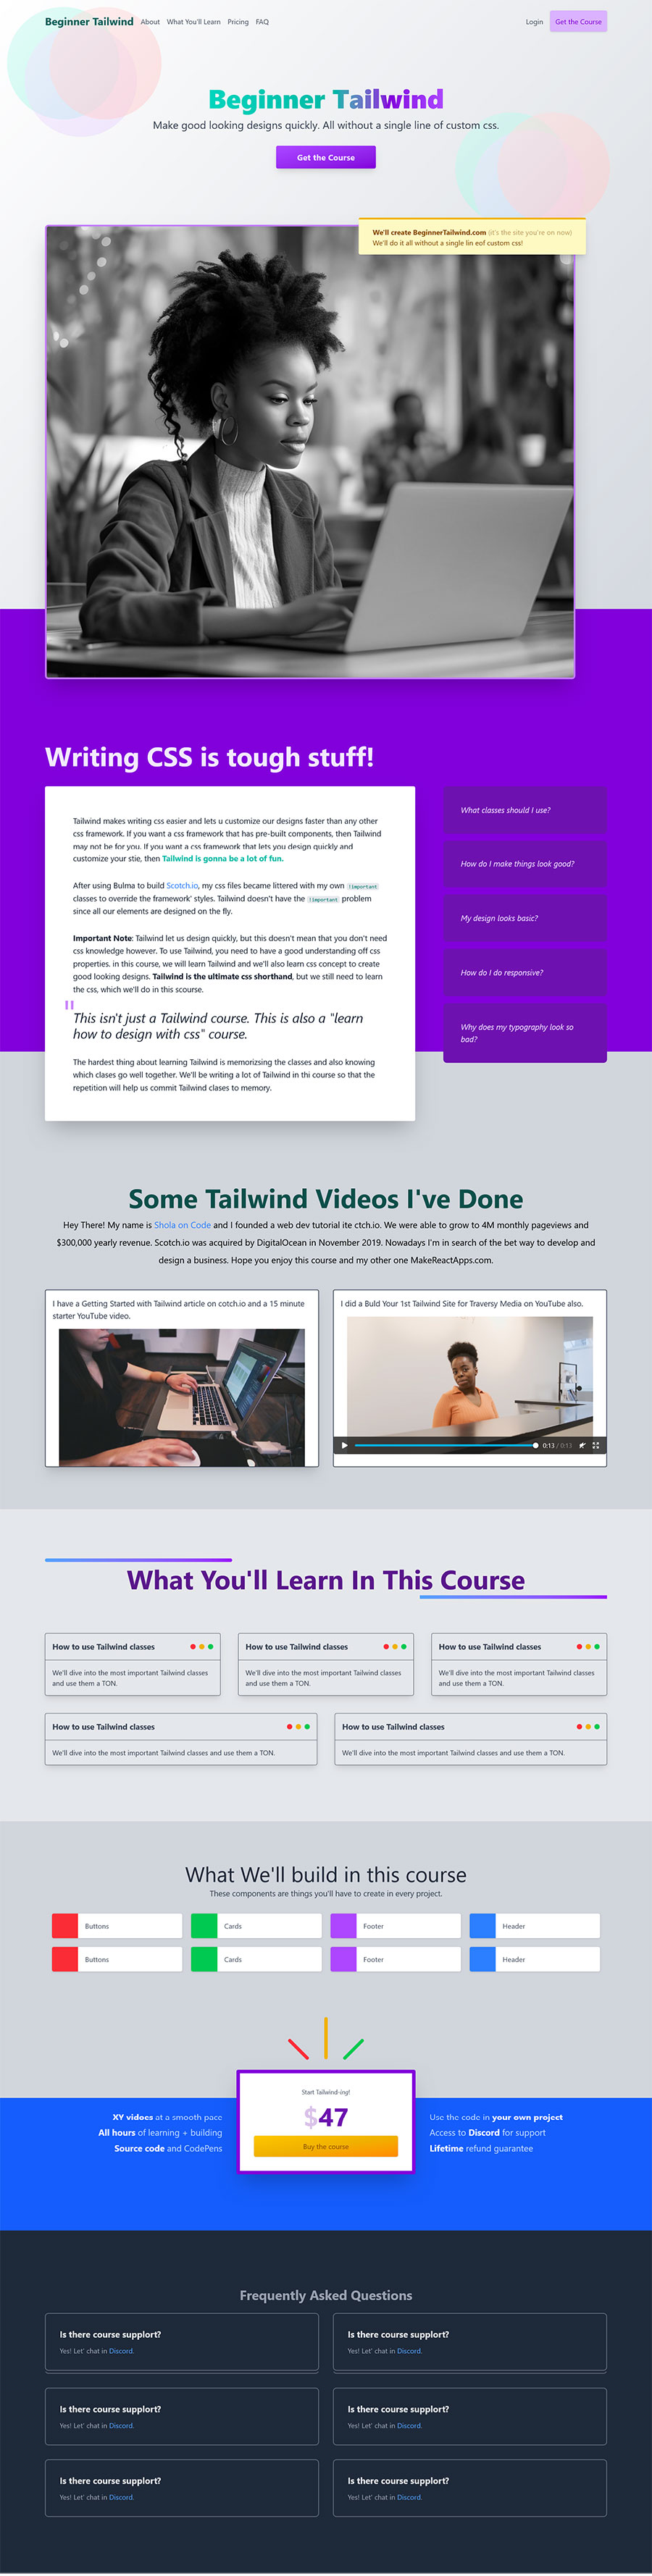 Beginner Tailwind About What You'll Learn Pricing FAQ Login Get the Course
Beginner Tailwind
Make good looking designs quickly. All without a single line of custom css.
Get the Course
We'll create BeginnerTailwind.com (it's the site you're on now)
We'll do it all without a single lin eof custom css!
Writing CSS is tough stuff!
Tailwind makes writing css easier and lets u customize our designs faster than any other
css framework. If you want a css framework that has pre-built components, then Tailwind
may not be for you. If you want a css framework that lets you design quickly and
customize your stie, then Tailwind is gonna be a lot of fun.
After using Bulma to build Scotch.io, my css files became littered with my own !important
classes to override the framework' styles. Tailwind doesn't have the !important problem
since all our elements are designed on the fly.
Important Note: Tailwind let us design quickly, but this doesn't mean that you don't need
css knowledge however. To use Tailwind, you need to have a good understanding off css
properties. in this course, we will learn Tailwind and we'll also learn css concept to create
good looking designs. Tailwind is the ultimate css shorthand, but we still need to learn
the css, which we'll do in this scourse.
"
This isn't just a Tailwind course. This is also a "learn
how to design with css" course.
The hardest thing about learning Tailwind is memorizsing the classes and also knowing
which clases go well together. We'll be writing a lot of Tailwind in thi course so that the
repetition will help us commit Tailwind clases to memory.
What classes should I use?
How do I make things look good?
My design looks basic?
How do I do responsive?
Why does my typography look so
bad?
Some Tailwind Videos I've Done
Hey There! My name is Shola on Code and I founded a web dev tutorial ite ctch.io. We were able to grow to 4M monthly pageviews and
$300,000 yearly revenue. Scotch.io was acquired by DigitalOcean in November 2019. Nowadays I'm in search of the bet way to develop and
design a business. Hope you enjoy this course and my other one MakeReactApps.com.
I have a Getting Started with Tailwind article on cotch.io and a 15 minute
starter YouTube video.
I did a Buld Your 1st Tailwind Site for Traversy Media on YouTube also.
0:13 / 0:13
What You'll Learn In This Course
How to use Tailwind classes
We'll dive into the most important Tailwind classes
and use them a TON.
How to use Tailwind classes
We'll dive into the most important Tailwind classes
and use them a TON.
How to use Tailwind classes
We'll dive into the most important Tailwind classes
and use them a TON.
How to use Tailwind classes
We'll dive into the most important Tailwind classes and use them a TON.
How to use Tailwind classes
We'll dive into the most important Tailwind classes and use them a TON.
What We'll build in this course
These components are things you'll have to create in every project.
Buttons Cards Footer Header
Buttons Cards Footer Header
XY vidoes at a smooth pace
All hours of learning + building
Source code and CodePens
Start Tailwind-ing!
$47
Buy the course
Use the code in your own project
Access to Discord for support
Lifetime refund guarantee
Frequently Asked Questions
Is there course supplort?
Yes! Let' chat in Discord.
Is there course supplort?
Yes! Let' chat in Discord.
Is there course supplort?
Yes! Let' chat in Discord.
Is there course supplort?
Yes! Let' chat in Discord.
Is there course supplort?
Yes! Let' chat in Discord.
Is there course supplort?
Yes! Let' chat in Discord.